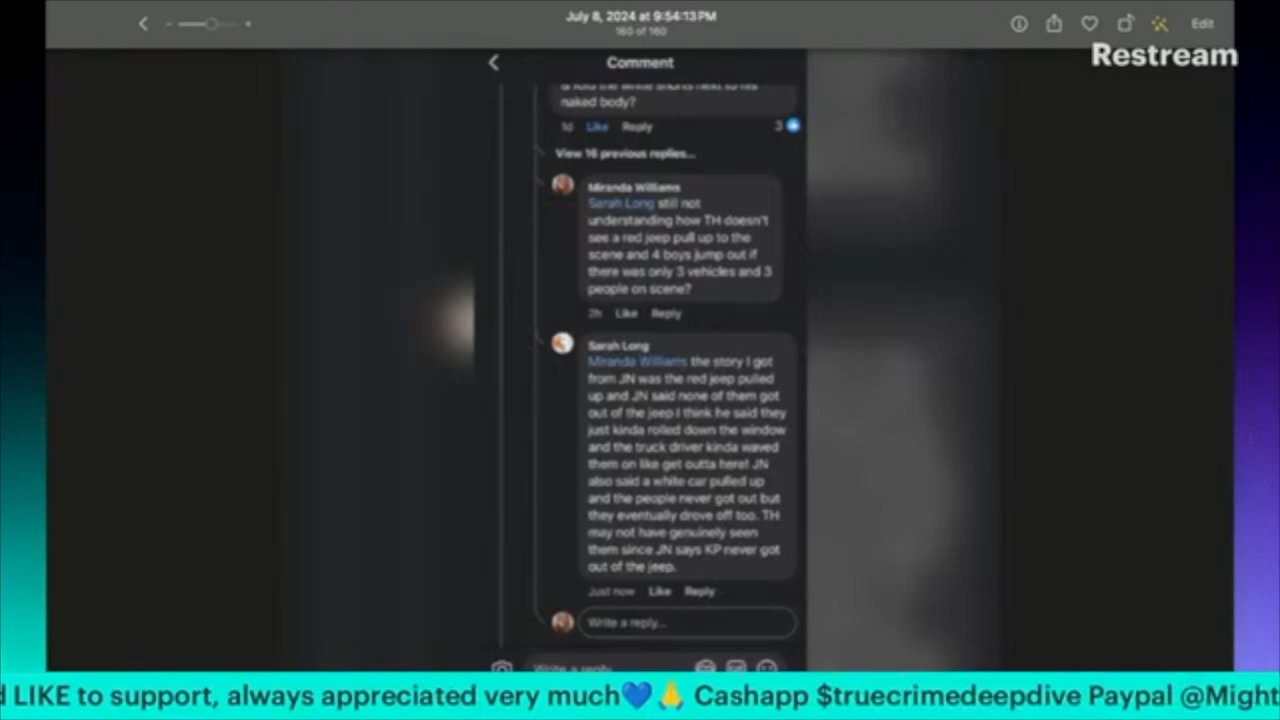 July 8, 2024 at 9:54:13 PM
160 of 160
Edit
Restream
Comment
naked body?
1d Like Reply 3
View 16 previous replies...
Miranda Williams
Sarah Long still not
understanding how TH doesn't
see a red jeep pull up to the
scene and 4 boys jump out if
there was only 3 vehicles and 3
people on scene?
2h Like Reply
Sarah Long
Miranda Williams the story I got
from JN was the red jeep pulled
up and JN said none of them got
out of the jeep I think he said they
just kinda rolled down the window
and the truck driver kinda waved
them on like get outta here! JN
also said a white car pulled up
and the people never got out but
they eventually drove off too. TH
may not have genuinely seen
them since JN says KP never got
out of the jeep.
Just now Like Reply
Write a reply...
Write a reply
d LIKE to support, always appreciated very much💙🙏 Cashapp $truecrimedeepdive Paypal @Might